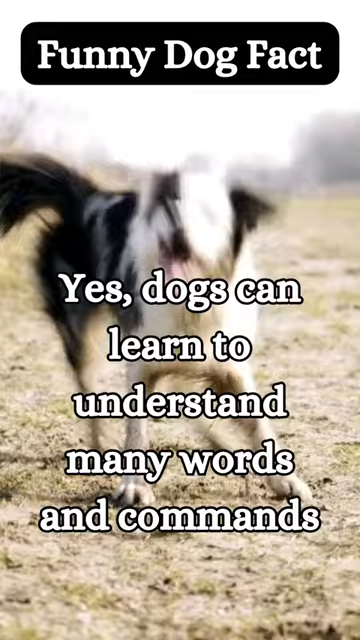 Funny Dog Fact
Yes, dogs can
learn to
understand
many words
and commands